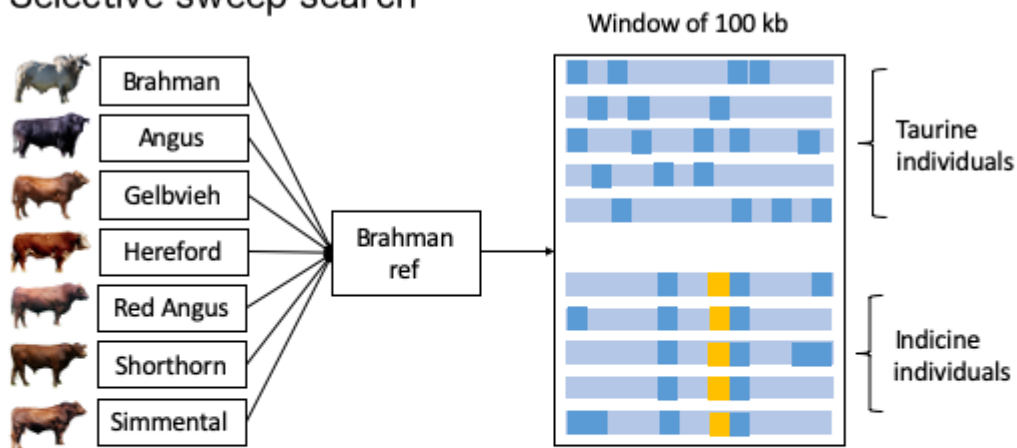 Selective sweep search
Window of 100 kb
Brahman
Angus
Gelbvieh
Hereford
Red Angus
Shorthorn
Simmental
Brahman
ref
Taurine
individuals
Indicine
individuals